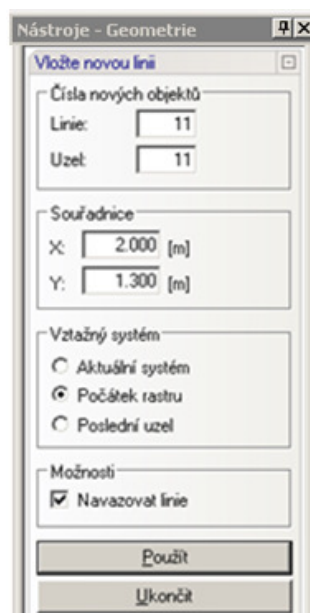 Nástroje - Geometrie
Vložte novou linii
Čísla nových objektů
Linie: 11
Uzel: 11
Souřadnice
X: 2.000 [m]
Y: 1.300 [m]
Vztažný systém
Aktuální systém
Počátek rastru
Poslední uzel
Možnosti
Navazovat linie
Použít
Ukončit